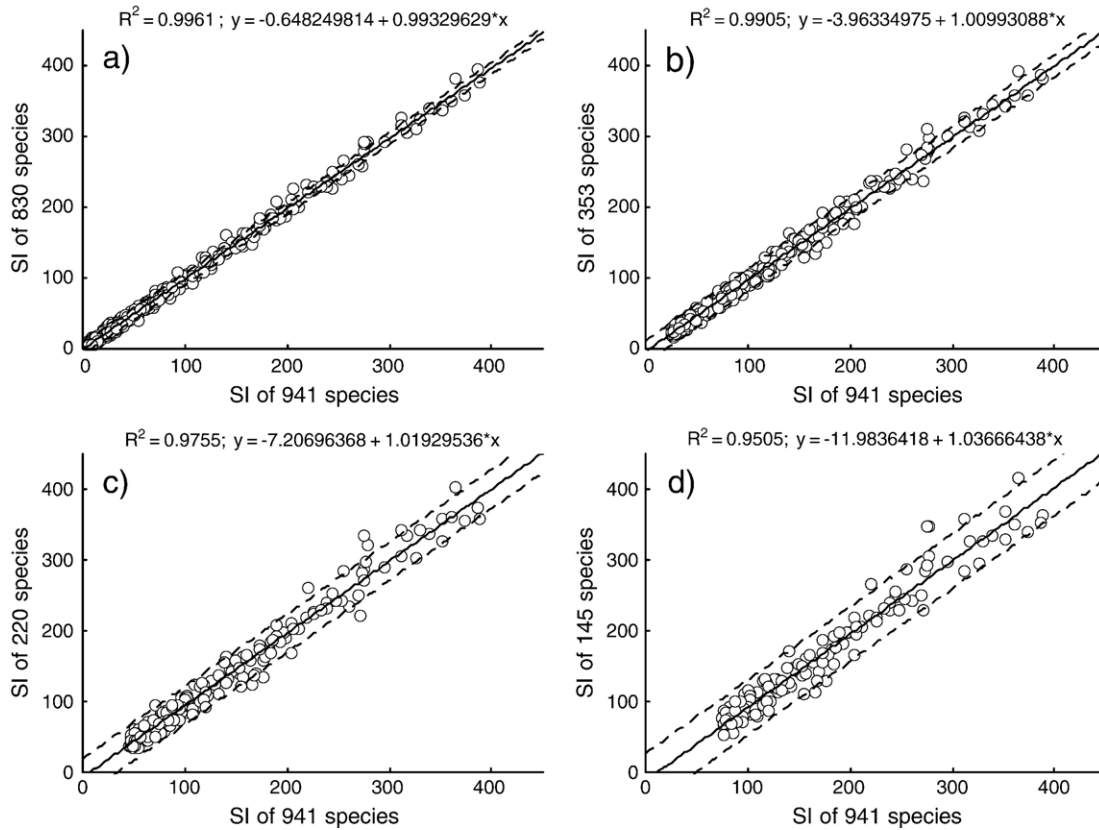 R² = 0.9961 ; y = -0.648249814 + 0.99329629*x
a)
400
300
200
100
0
SI of 830 species
0 100 200 300 400
SI of 941 species
R² = 0.9905; y = -3.96334975 + 1.00993088*x
b)
400
300
200
100
0
SI of 353 species
0 100 200 300 400
SI of 941 species
R² = 0.9755; y = -7.20696368 + 1.01929536*x
c)
400
300
200
100
0
SI of 220 species
0 100 200 300 400
SI of 941 species
R² = 0.9505; y = -11.9836418 + 1.03666438*x
d)
400
300
200
100
0
SI of 145 species
0 100 200 300 400
SI of 941 species